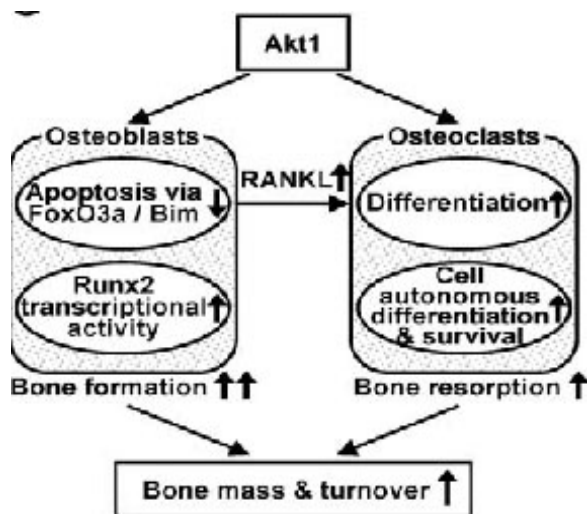 Akt1
Osteoblasts
Osteoclasts
Apoptosis via
FoxO3a / Bim
RANKL
Differentiation
Runx2
transcriptional
activity
Cell
autonomous
differentiation
& survival
Bone formation
Bone resorption
Bone mass & turnover